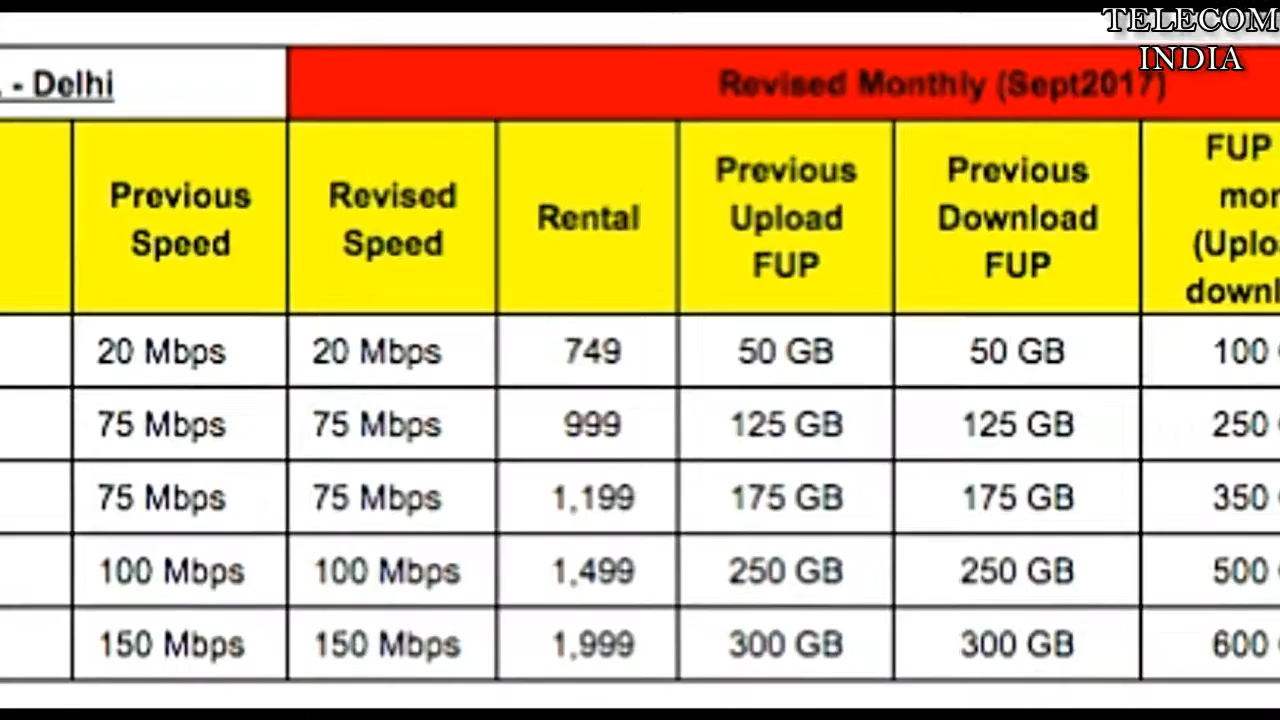 TELECOM
INDIA
- Delhi
Revised Monthly (Sept2017)
Previous Speed
Revised Speed
Rental
Previous Upload FUP
Previous Download FUP
FUP
20 Mbps 20 Mbps 749 50 GB 50 GB 100
75 Mbps 75 Mbps 999 125 GB 125 GB 250
75 Mbps 75 Mbps 1,199 175 GB 175 GB 350
100 Mbps 100 Mbps 1,499 250 GB 250 GB 500
150 Mbps 150 Mbps 1,999 300 GB 300 GB 600